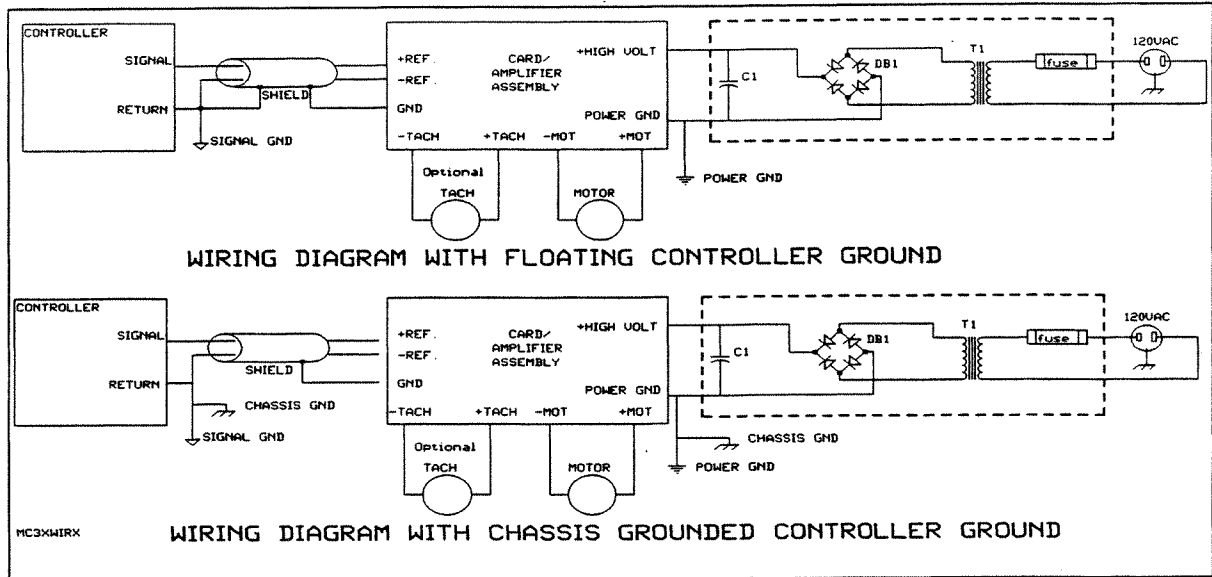 CONTROLLER
SIGNAL
RETURN
SHIELD
SIGNAL GND
+REF.
-REF.
GND
CARD/
AMPLIFIER
ASSEMBLY
+HIGH VOLT
POWER GND
-TACH
+TACH
-MOT
+MOT
Optional
TACH
MOTOR
POWER GND
C1
DB1
T1
fuse
120VAC
WIRING DIAGRAM WITH FLOATING CONTROLLER GROUND
CONTROLLER
SIGNAL
RETURN
SHIELD
CHASSIS GND
SIGNAL GND
+REF.
-REF.
GND
CARD/
AMPLIFIER
ASSEMBLY
+HIGH VOLT
POWER GND
-TACH
+TACH
-MOT
+MOT
Optional
TACH
MOTOR
CHASSIS GND
POWER GND
C1
DB1
T1
fuse
120VAC
MC3XWIRX
WIRING DIAGRAM WITH CHASSIS GROUNDED CONTROLLER GROUND